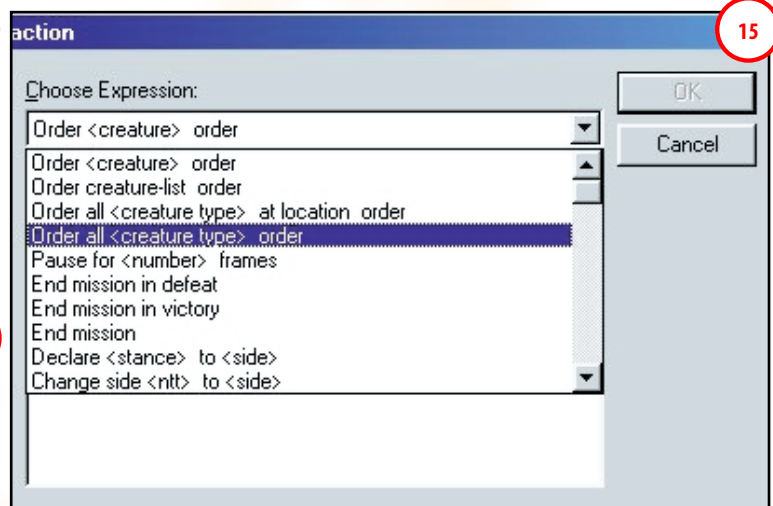 action
15
Choose Expression:
OK
Order <creature> order
Cancel
Order <creature> order
Order creature-list order
Order all <creature type> at location order
Order all <creature type> order
Pause for <number> frames
End mission in defeat
End mission in victory
End mission
Declare <stance> to <side>
Change side <ntt> to <side>